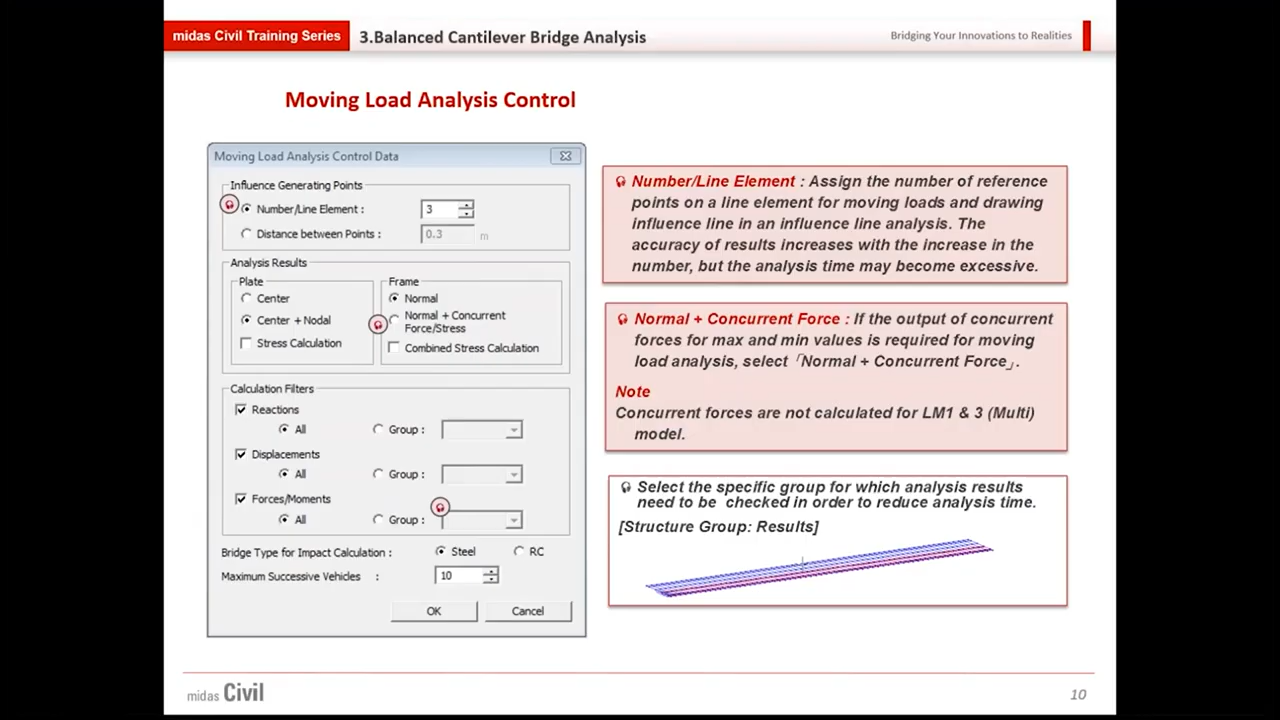 midas Civil Training Series
3.Balanced Cantilever Bridge Analysis
Bridging Your Innovations to Realities
Moving Load Analysis Control
Moving Load Analysis Control Data
Influence Generating Points
Number/Line Element :
3
Distance between Points :
0.3
m
Analysis Results
Plate
Center
Center + Nodal
Stress Calculation
Frame
Normal
Normal + Concurrent
Force/Stress
Combined Stress Calculation
Calculation Filters
Reactions
All
Group :
Displacements
All
Group :
Forces/Moments
All
Group :
Bridge Type for Impact Calculation :
Steel
RC
Maximum Successive Vehicles :
10
OK
Cancel
Number/Line Element : Assign the number of reference
points on a line element for moving loads and drawing
influence line in an influence line analysis. The
accuracy of results increases with the increase in the
number, but the analysis time may become excessive.
Normal + Concurrent Force : If the output of concurrent
forces for max and min values is required for moving
load analysis, select「Normal + Concurrent Force」.
Note
Concurrent forces are not calculated for LM1 & 3 (Multi)
model.
Select the specific group for which analysis results
need to be checked in order to reduce analysis time.
[Structure Group: Results]
midas Civil
10